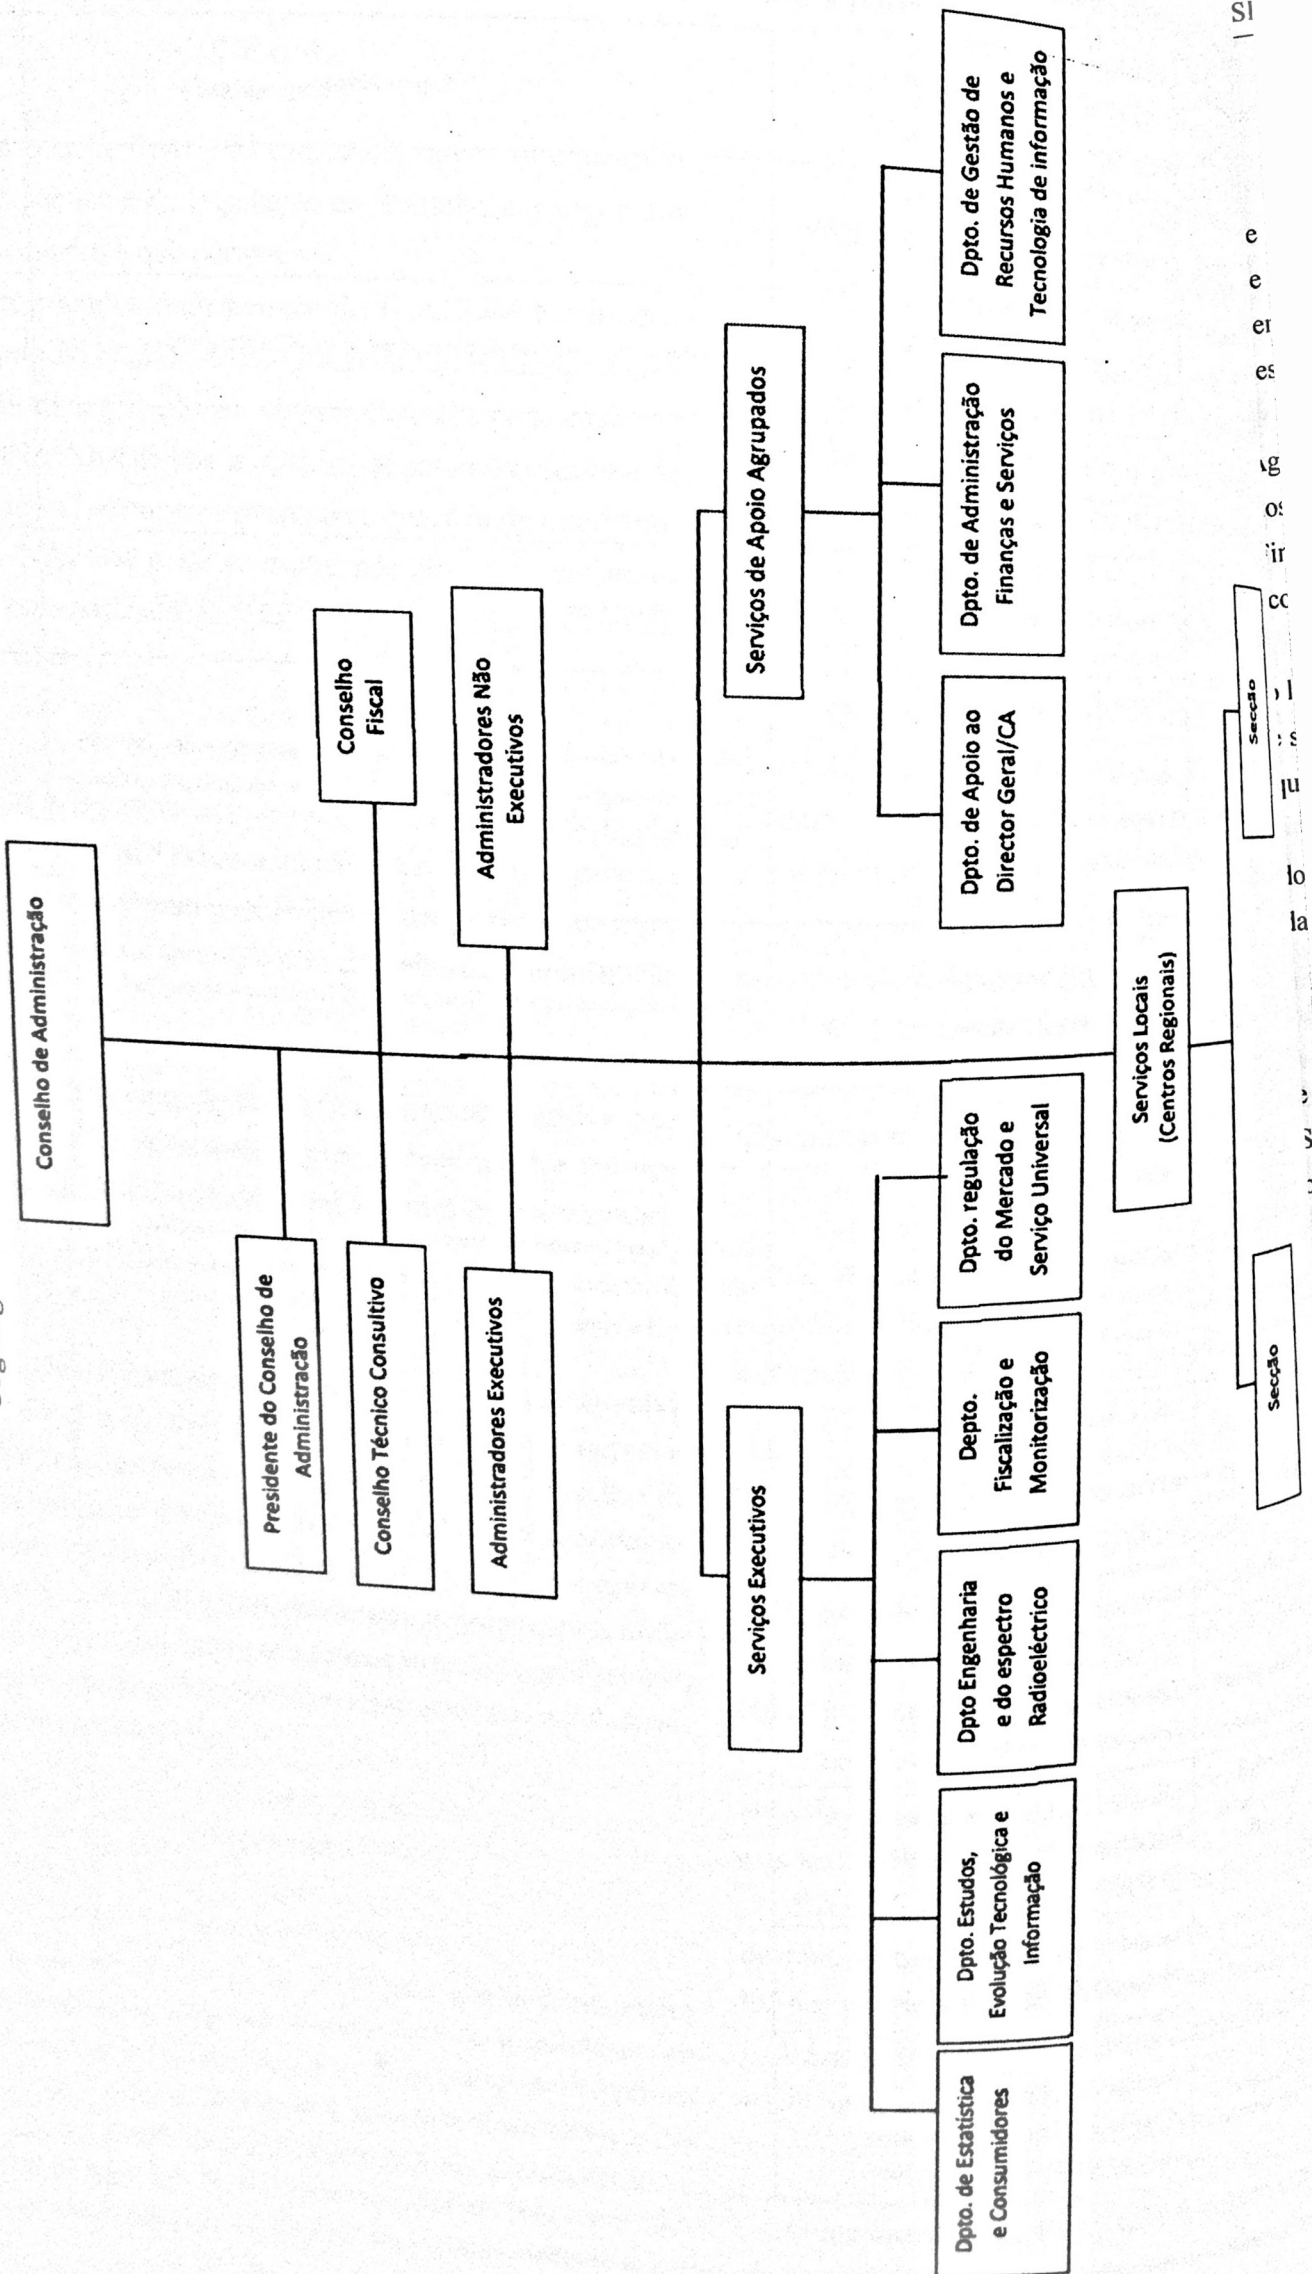 Conselho de Administração
Presidente do Conselho de
Administração
Conselho
Fiscal
Conselho Técnico Consultivo
Administradores Executivos
Administradores Não
Executivos
Serviços Executivos
Serviços de Apoio Agrupados
Dpto. de Estatística
e Consumidores
Dpto. Estudos,
Evolução Tecnológica e
Informação
Dpto Engenharia
e do espectro
Radioeléctrico
Depto.
Fiscalização e
Monitorização
Dpto. regulação
do Mercado e
Serviço Universal
Dpto. de Apoio ao
Director Geral/CA
Dpto. de Administração
Finanças e Serviços
Dpto. de Gestão de
Recursos Humanos e
Tecnologia de informação
Serviços Locais
(Centros Regionais)
Secção
Secção